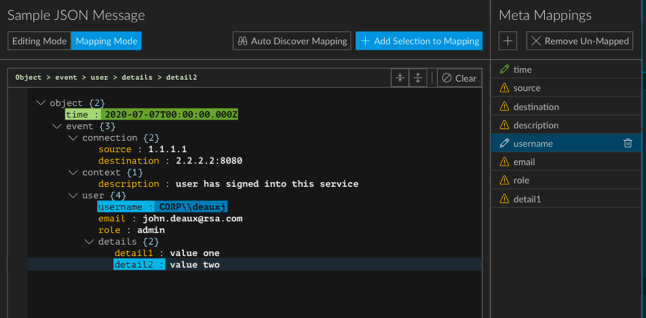 Sample JSON Message
Editing Mode Mapping Mode Auto Discover Mapping + Add Selection to Mapping
Object > event > user > details > detail2 Clear
object {2}
time : 2020-07-07T00:00:00.000Z
event {3}
connection {2}
source : 1.1.1.1
destination : 2.2.2.2:8080
context {1}
description : user has signed into this service
user {4}
username : CORP\\deauxj
email : john.deaux@rsa.com
role : admin
details {2}
detail1 : value one
detail2 : value two
Meta Mappings
+ Remove Un-Mapped
time
source
destination
description
username
email
role
detail1